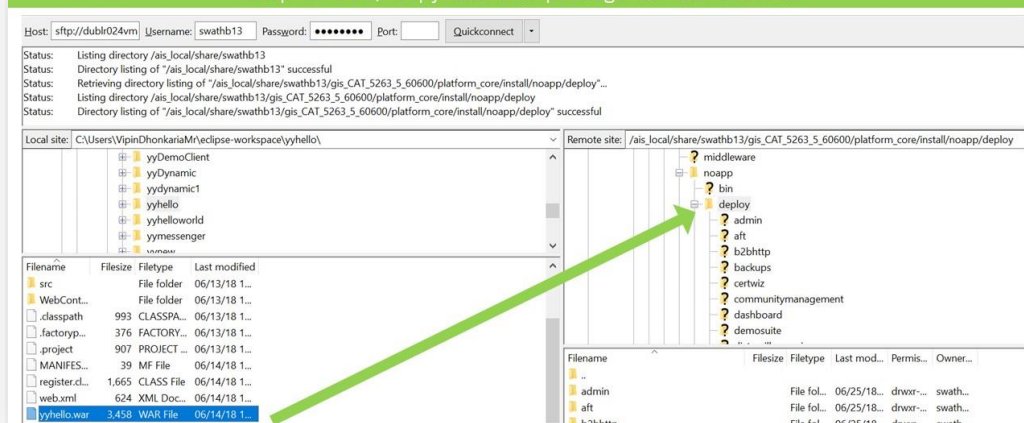 Host: sftp://dublr024vm Username: swathb13 Password: ●●●●●●●● Port: Quickconnect
Status: Listing directory /ais_local/share/swathb13
Status: Directory listing of "/ais_local/share/swathb13" successful
Status: Retrieving directory listing of "/ais_local/share/swathb13/gis_CAT_5263_5_60600/platform_core/install/noapp/deploy"...
Status: Listing directory /ais_local/share/swathb13/gis_CAT_5263_5_60600/platform_core/install/noapp/deploy
Status: Directory listing of "/ais_local/share/swathb13/gis_CAT_5263_5_60600/platform_core/install/noapp/deploy" successful
Local site: C:\Users\VipinDhonkariaMr\eclipse-workspace\yyhello\
yyDemoClient
yyDynamic
yydynamic1
yyhello
yyhelloworld
yymessenger
yynew
Filename Filesize Filetype Last modified
src File folder 06/13/18 1...
WebCont... File folder 06/13/18 1...
.classpath 993 CLASSPA... 06/13/18 1...
.factoryp... 376 FACTORY... 06/13/18 1...
.project 907 PROJECT ... 06/13/18 1...
MANIFES... 39 MF File 06/14/18 1...
register.cl... 1,665 CLASS File 06/14/18 1...
web.xml 624 XML Doc... 06/14/18 1...
yyhello.war 3,458 WAR File 06/14/18 1...
Remote site: /ais_local/share/swathb13/gis_CAT_5263_5_60600/platform_core/install/noapp/deploy
? middleware
noapp
? bin
deploy
? admin
? aft
? b2bhttp
? backups
? certwiz
? communitymanagement
? dashboard
? demosuite
Filename Filesize Filetype Last mod... Permis... Owner...
..
admin File fol... 06/25/18... drwxr-... swath...
aft File fol... 06/25/18... drwxr-... swath...
b2bhttp File fol... 06/25/18... drwxr-... swath...